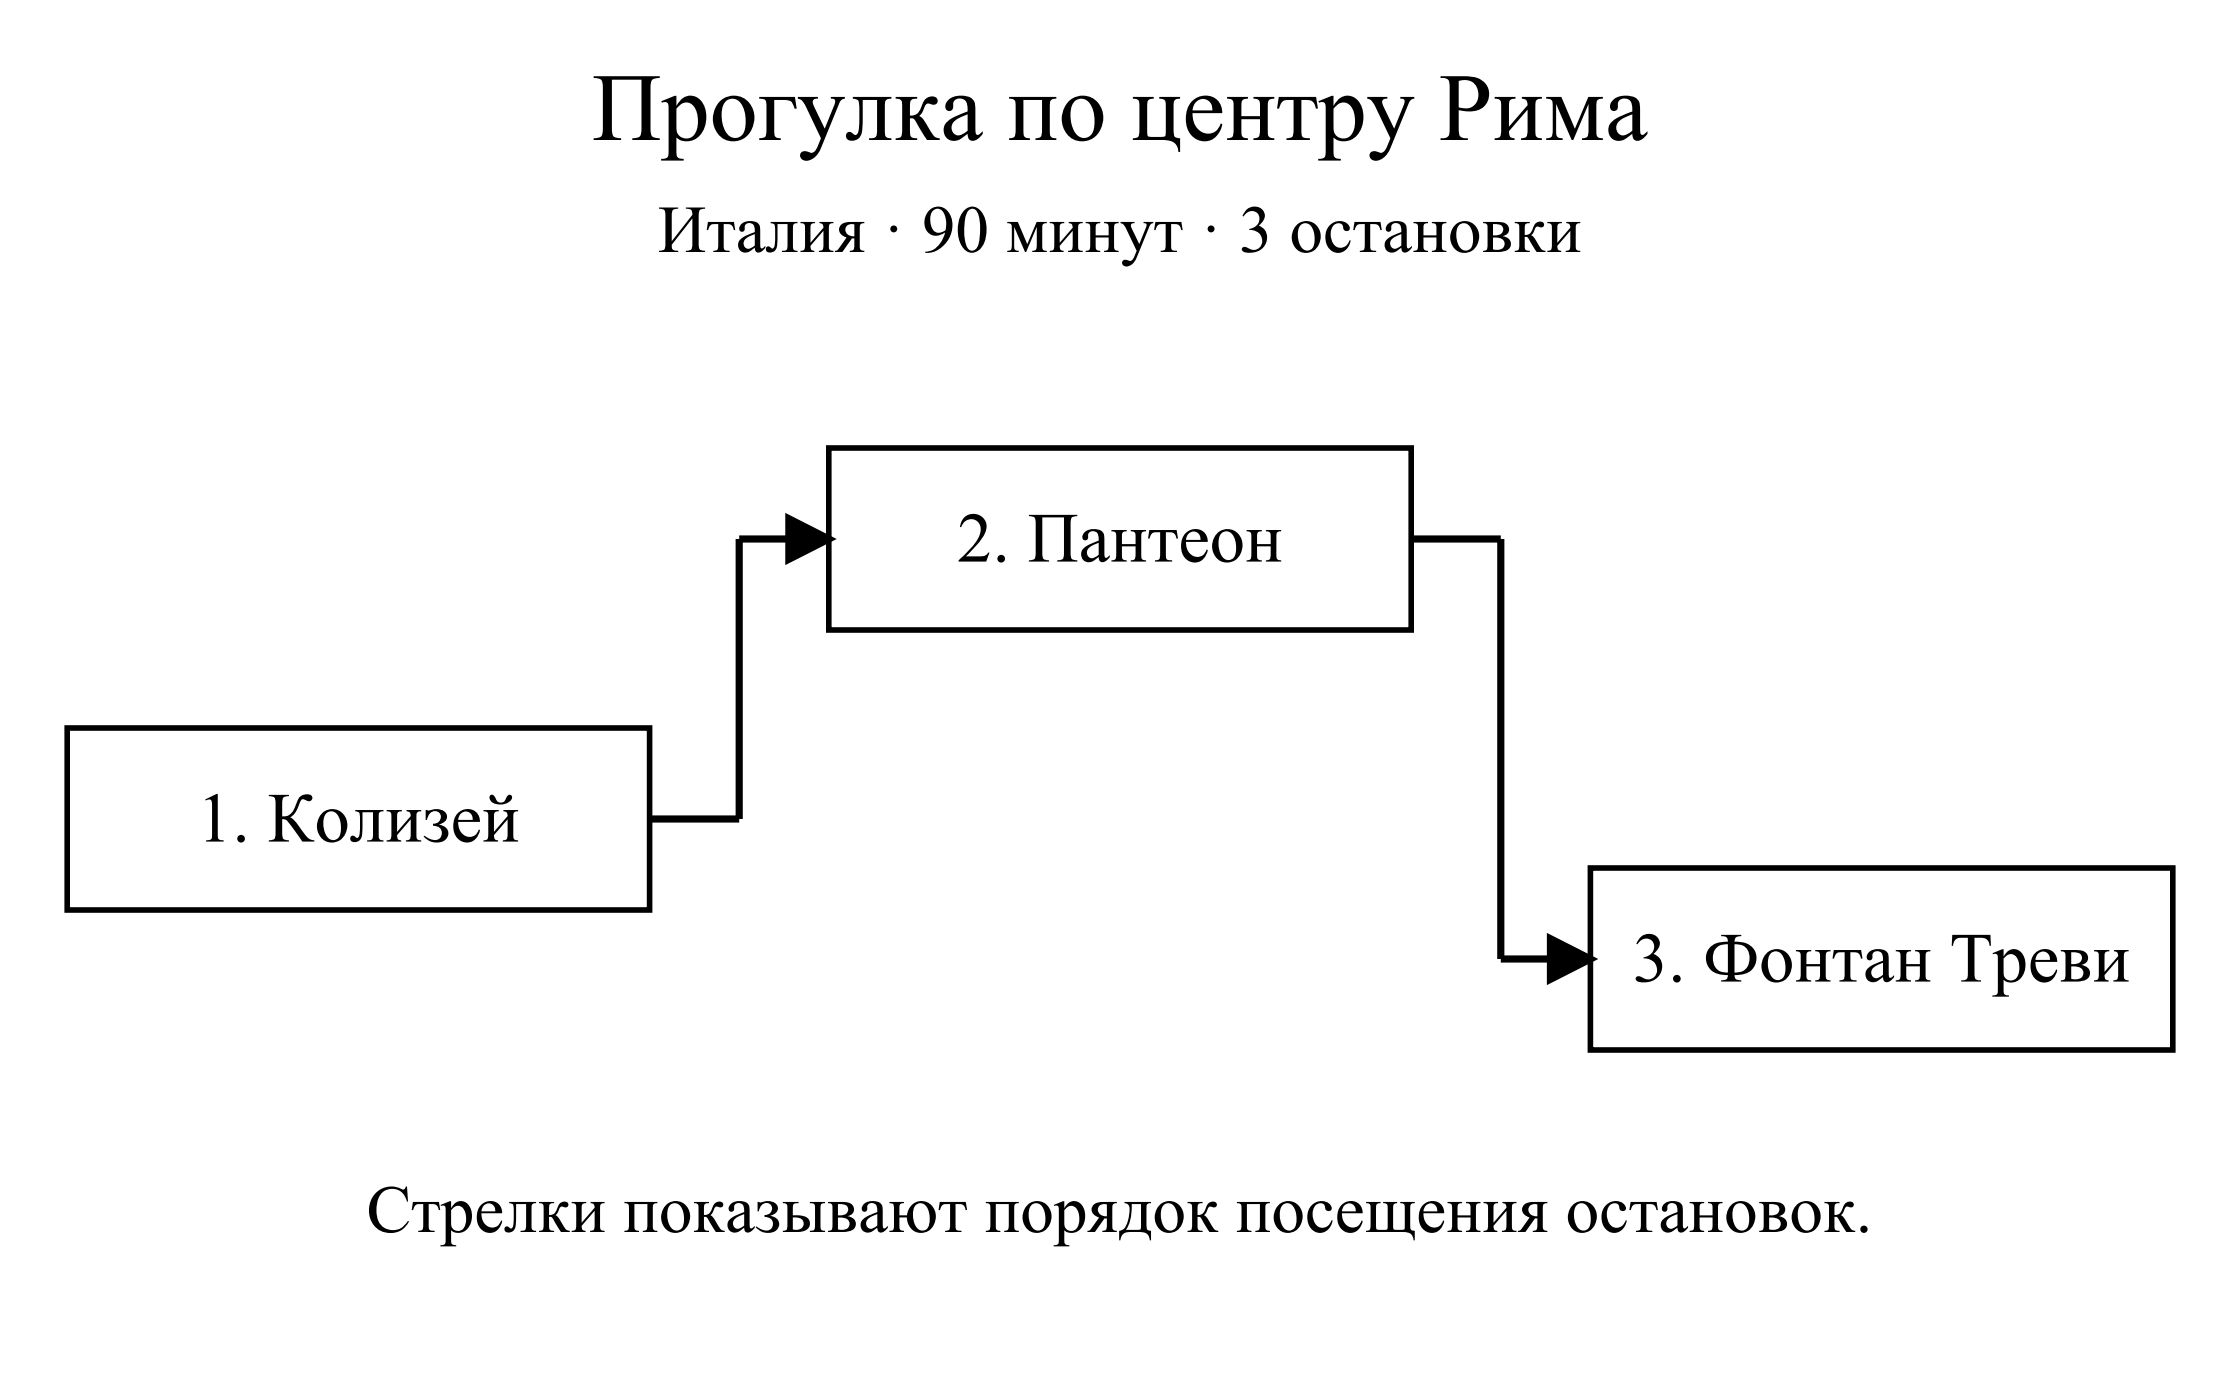 Прогулка по центру Рима
Италия · 90 минут · 3 остановки
1. Колизей
2. Пантеон
3. Фонтан Треви
Стрелки показывают порядок посещения остановок.